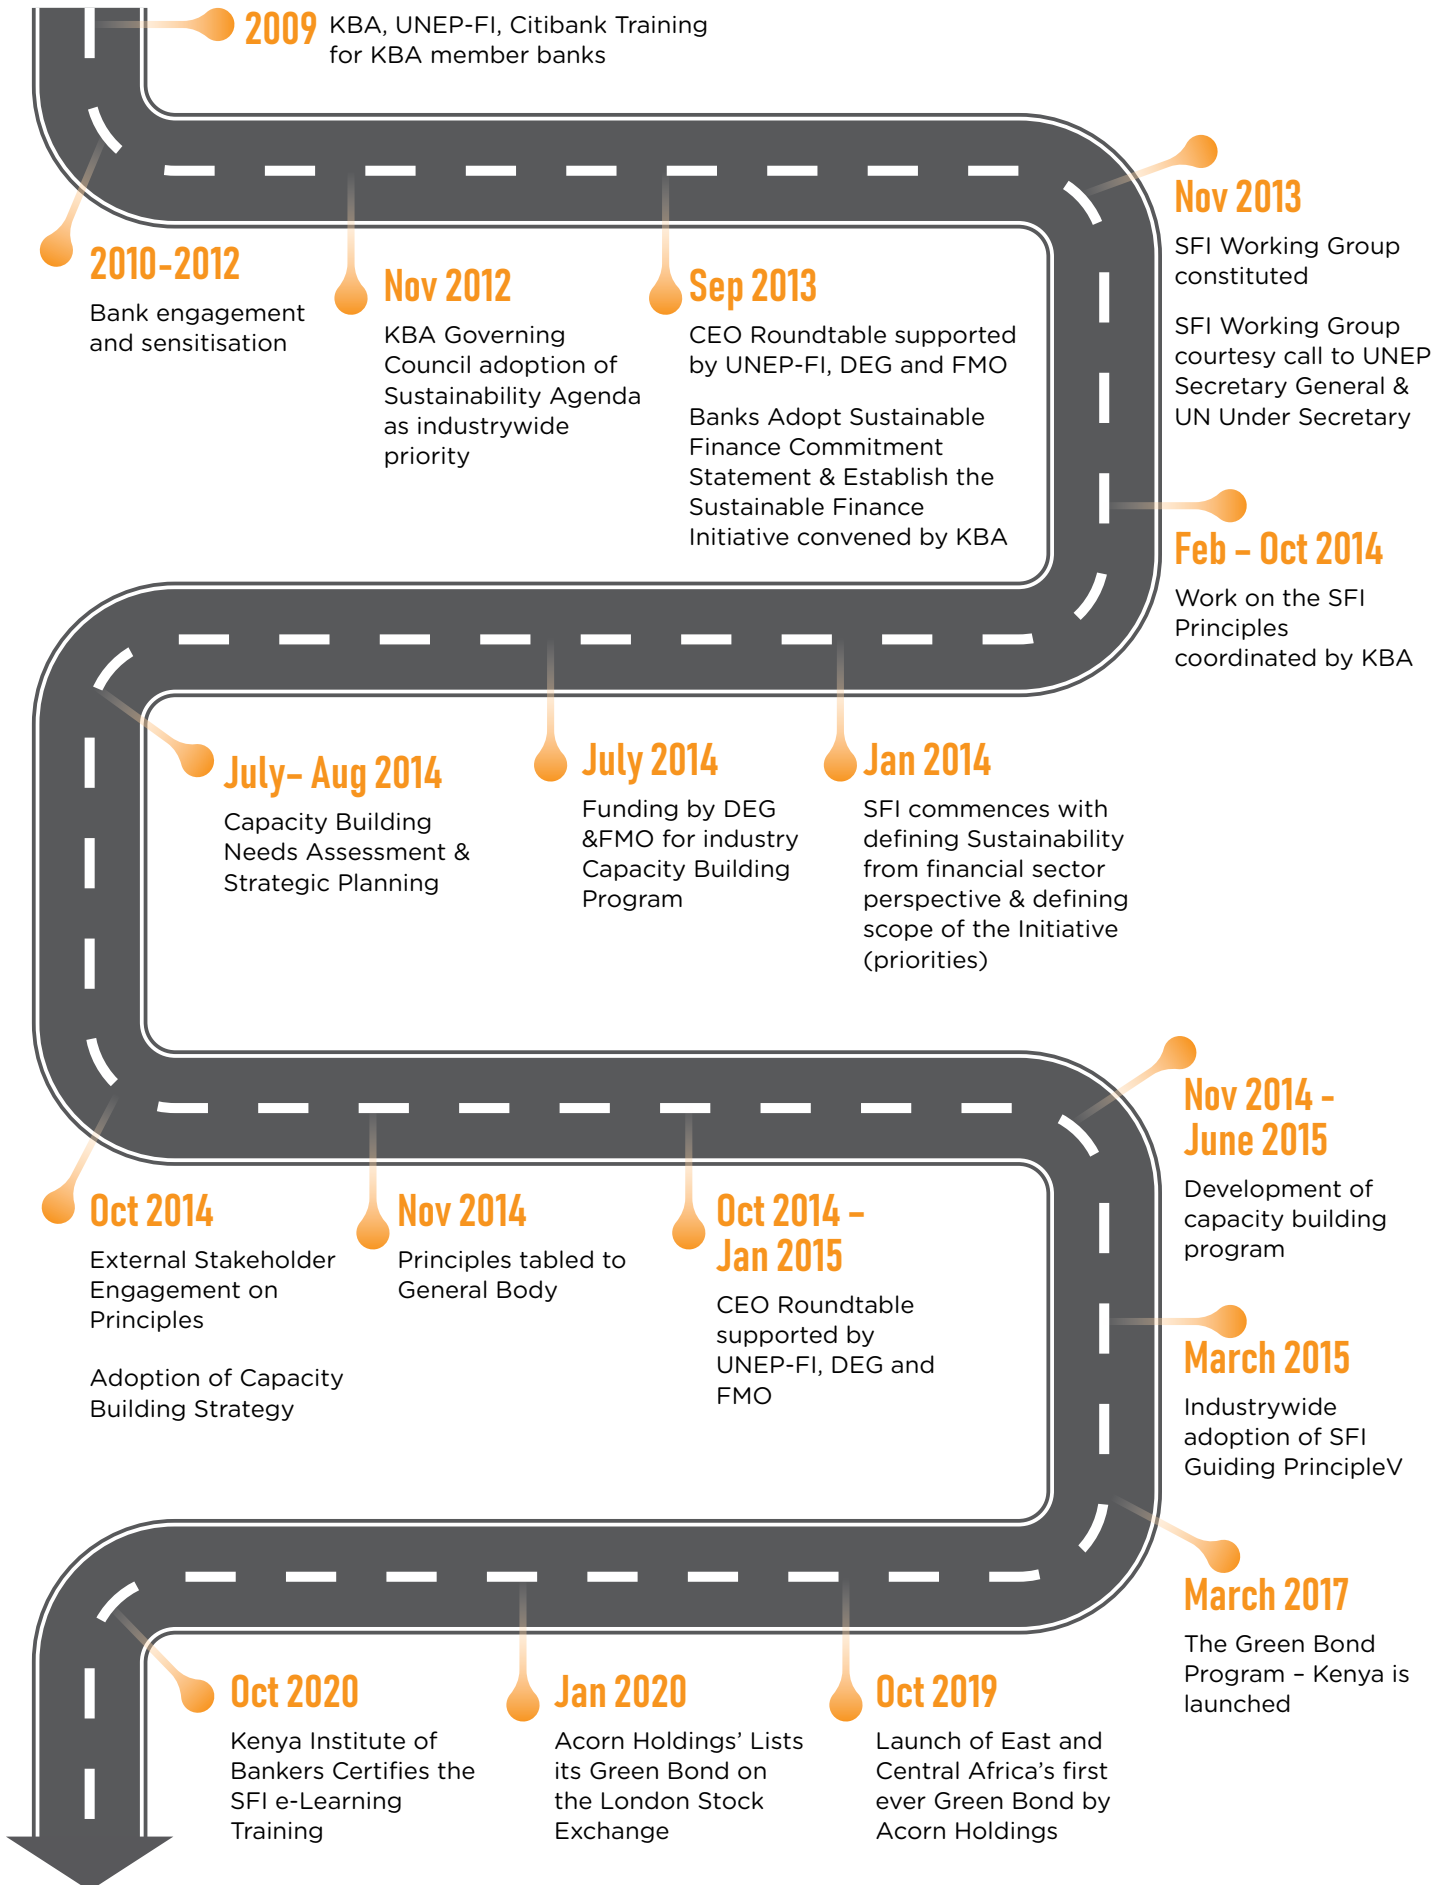 2009
KBA, UNEP-FI, Citibank Training
for KBA member banks
2010-2012
Bank engagement
and sensitisation
Nov 2012
KBA Governing
Council adoption of
Sustainability Agenda
as industrywide
priority
Sep 2013
CEO Roundtable supported
by UNEP-FI, DEG and FMO
Banks Adopt Sustainable
Finance Commitment
Statement & Establish the
Sustainable Finance
Initiative convened by KBA
Nov 2013
SFI Working Group
constituted
SFI Working Group
courtesy call to UNEP
Secretary General &
UN Under Secretary
Feb – Oct 2014
Work on the SFI
Principles
coordinated by KBA
Jan 2014
SFI commences with
defining Sustainability
from financial sector
perspective & defining
scope of the Initiative
(priorities)
July 2014
Funding by DEG
&FMO for industry
Capacity Building
Program
July– Aug 2014
Capacity Building
Needs Assessment &
Strategic Planning
Oct 2014
External Stakeholder
Engagement on
Principles
Adoption of Capacity
Building Strategy
Nov 2014
Principles tabled to
General Body
Oct 2014 –
Jan 2015
CEO Roundtable
supported by
UNEP-FI, DEG and
FMO
Nov 2014 -
June 2015
Development of
capacity building
program
March 2015
Industrywide
adoption of SFI
Guiding PrincipleV
March 2017
The Green Bond
Program – Kenya is
launched
Oct 2019
Launch of East and
Central Africa’s first
ever Green Bond by
Acorn Holdings
Jan 2020
Acorn Holdings’ Lists
its Green Bond on
the London Stock
Exchange
Oct 2020
Kenya Institute of
Bankers Certifies the
SFI e-Learning
Training